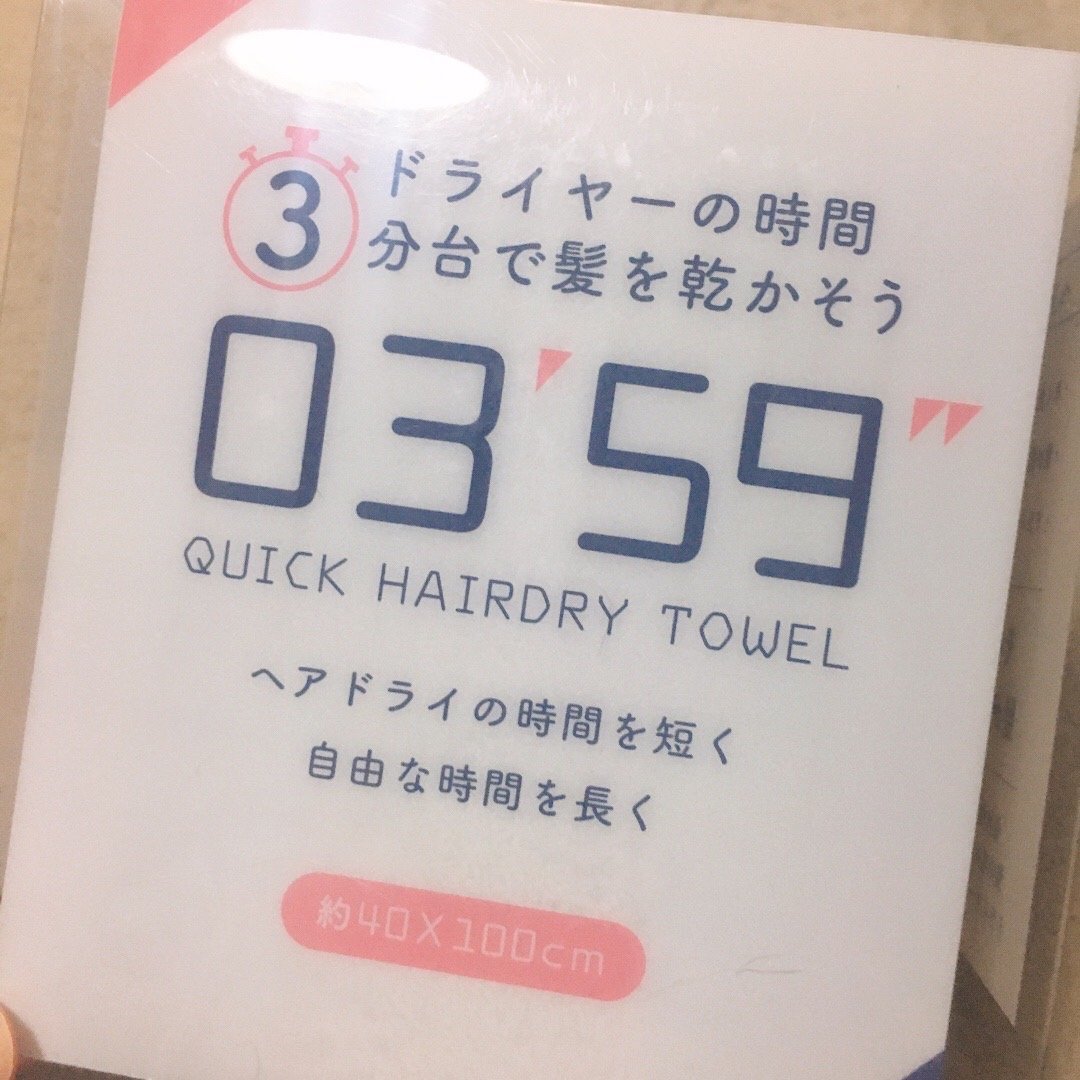 ドライヤーの時間
3分台で髪を乾かそう
03'59"
QUICK HAIRDRY TOWEL
ヘアドライの時間を短く
自由な時間を長く
約40X100cm